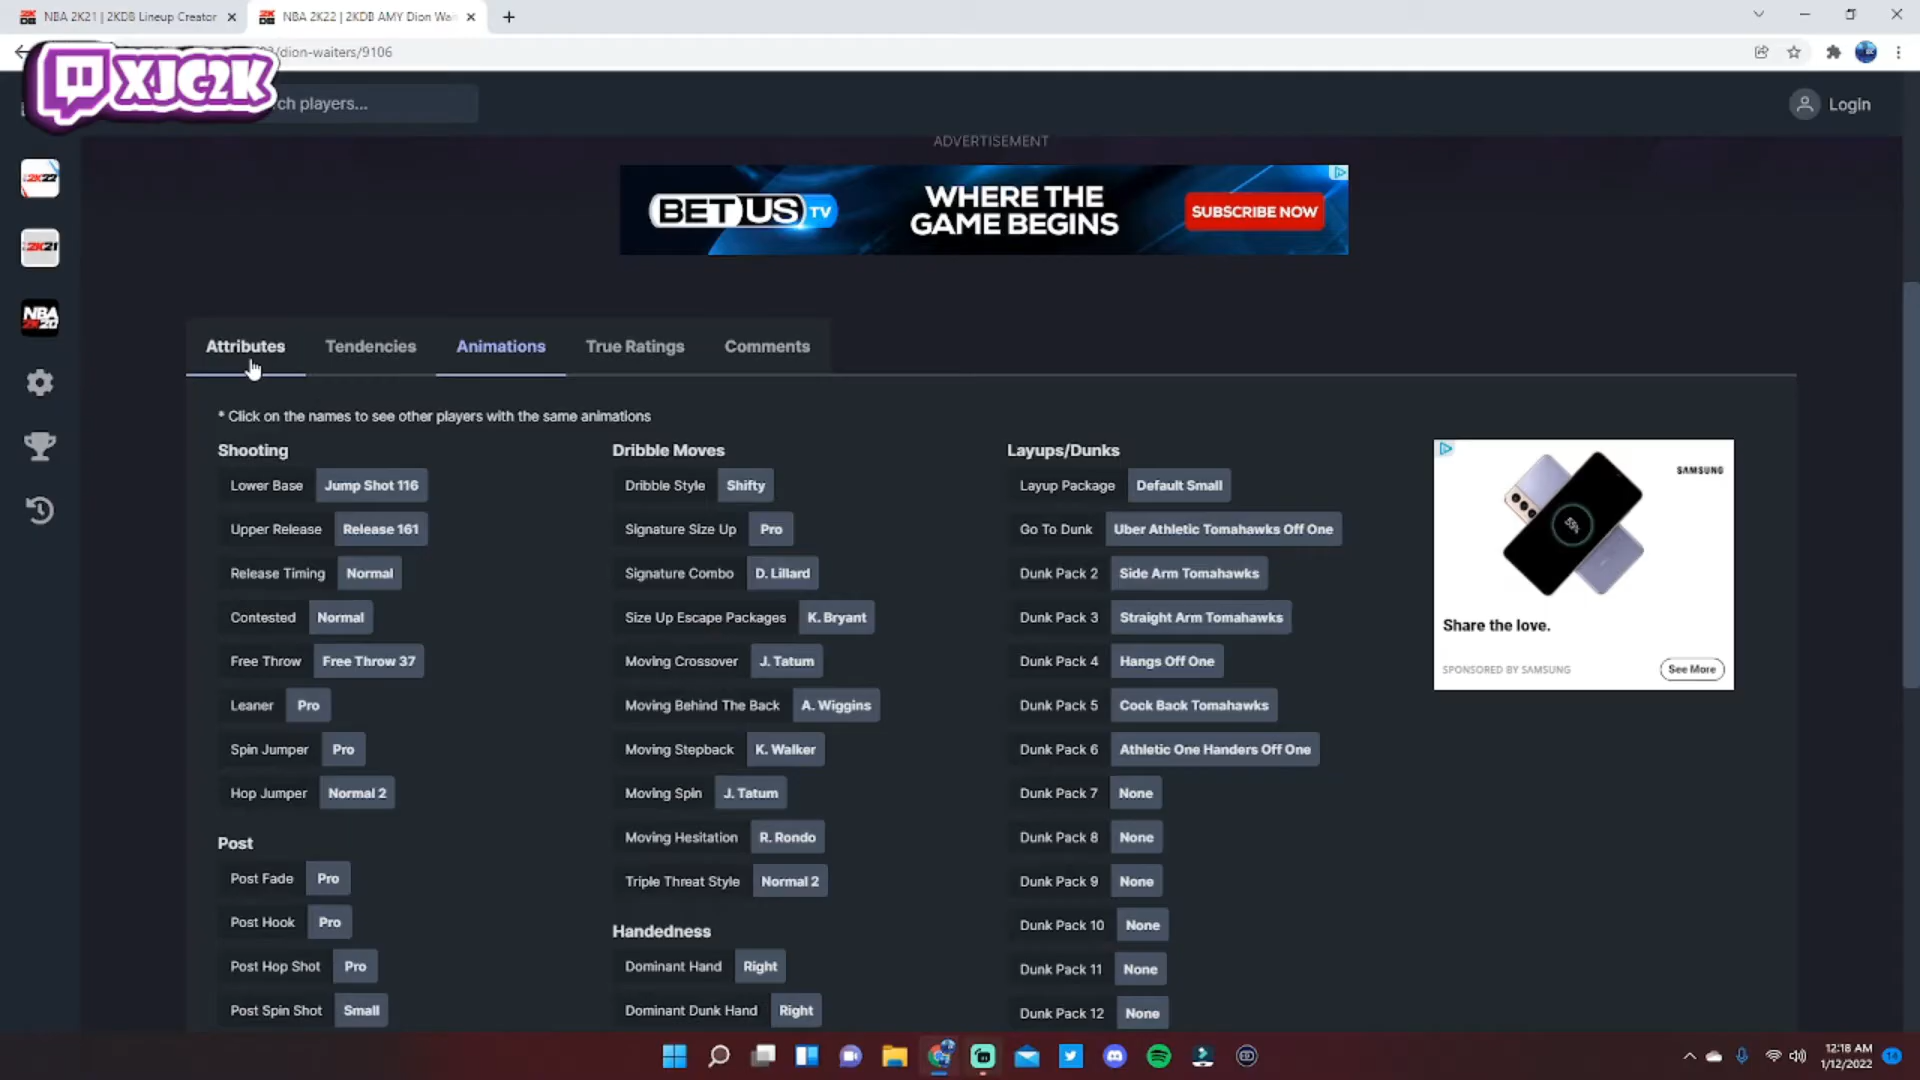 NBA 2K21 | 2KDB Lineup Creator
NBA 2K22 | 2KDB AMY Dion Wai
/dion-waiters/9106
XJC2K
ch players...
Login
ADVERTISEMENT
BETUS TV
WHERE THE
GAME BEGINS
SUBSCRIBE NOW
2K22
2K21
NBA
2K20
Attributes
Tendencies
Animations
True Ratings
Comments
* Click on the names to see other players with the same animations
Shooting
Lower Base Jump Shot 116
Upper Release Release 161
Release Timing Normal
Contested Normal
Free Throw Free Throw 37
Leaner Pro
Spin Jumper Pro
Hop Jumper Normal 2
Post
Post Fade Pro
Post Hook Pro
Post Hop Shot Pro
Post Spin Shot Small
Dribble Moves
Dribble Style Shifty
Signature Size Up Pro
Signature Combo D. Lillard
Size Up Escape Packages K. Bryant
Moving Crossover J. Tatum
Moving Behind The Back A. Wiggins
Moving Stepback K. Walker
Moving Spin J. Tatum
Moving Hesitation R. Rondo
Triple Threat Style Normal 2
Handedness
Dominant Hand Right
Dominant Dunk Hand Right
Layups/Dunks
Layup Package Default Small
Go To Dunk Uber Athletic Tomahawks Off One
Dunk Pack 2 Side Arm Tomahawks
Dunk Pack 3 Straight Arm Tomahawks
Dunk Pack 4 Hangs Off One
Dunk Pack 5 Cock Back Tomahawks
Dunk Pack 6 Athletic One Handers Off One
Dunk Pack 7 None
Dunk Pack 8 None
Dunk Pack 9 None
Dunk Pack 10 None
Dunk Pack 11 None
Dunk Pack 12 None
SAMSUNG
55%
Share the love.
SPONSORED BY SAMSUNG
See More
12:18 AM
1/12/2022
14